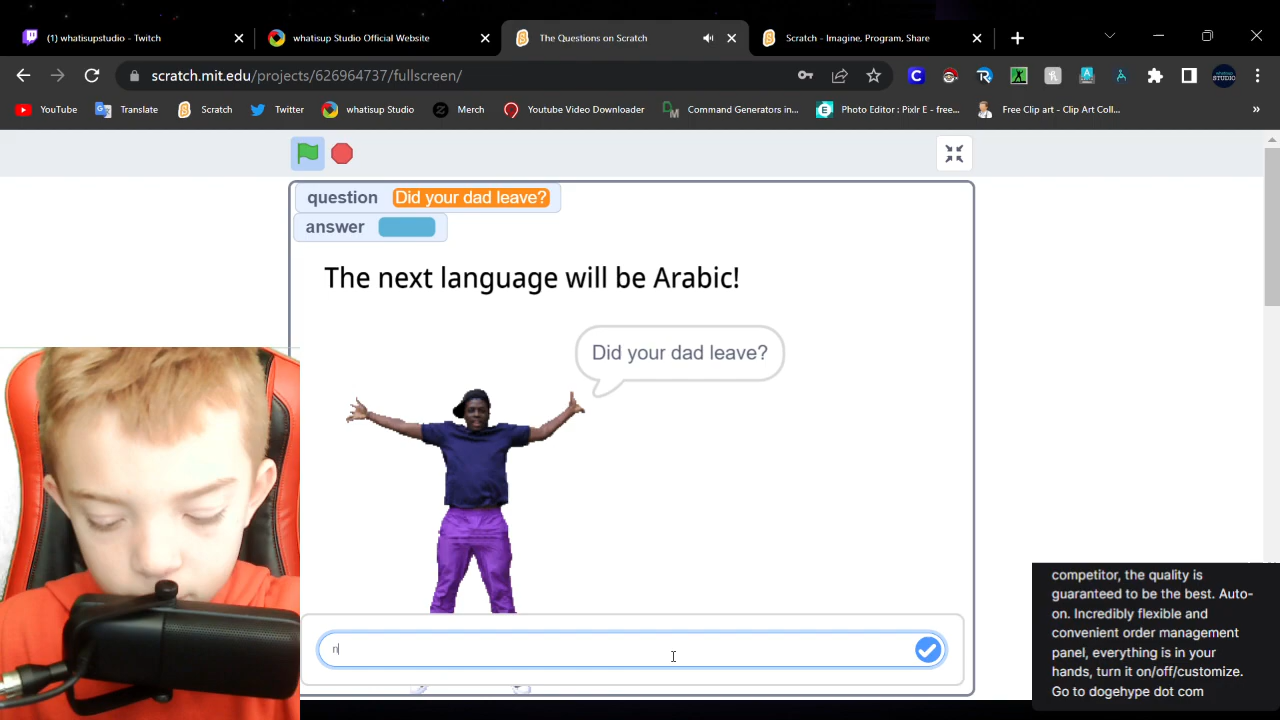 (1) whatisupstudio - Twitch
whatisup Studio Official Website
The Questions on Scratch
Scratch - Imagine, Program, Share
scratch.mit.edu/projects/626964737/fullscreen/
YouTube
Translate
Scratch
Twitter
whatisup Studio
Merch
Youtube Video Downloader
Command Generators in...
Photo Editor : Pixlr E - free...
Free Clip art - Clip Art Coll...
»
question Did your dad leave?
answer
The next language will be Arabic!
Did your dad leave?
n
competitor, the quality is
guaranteed to be the best. Auto-
on. Incredibly flexible and
convenient order management
panel, everything is in your
hands, turn it on/off/customize.
Go to dogehype dot com